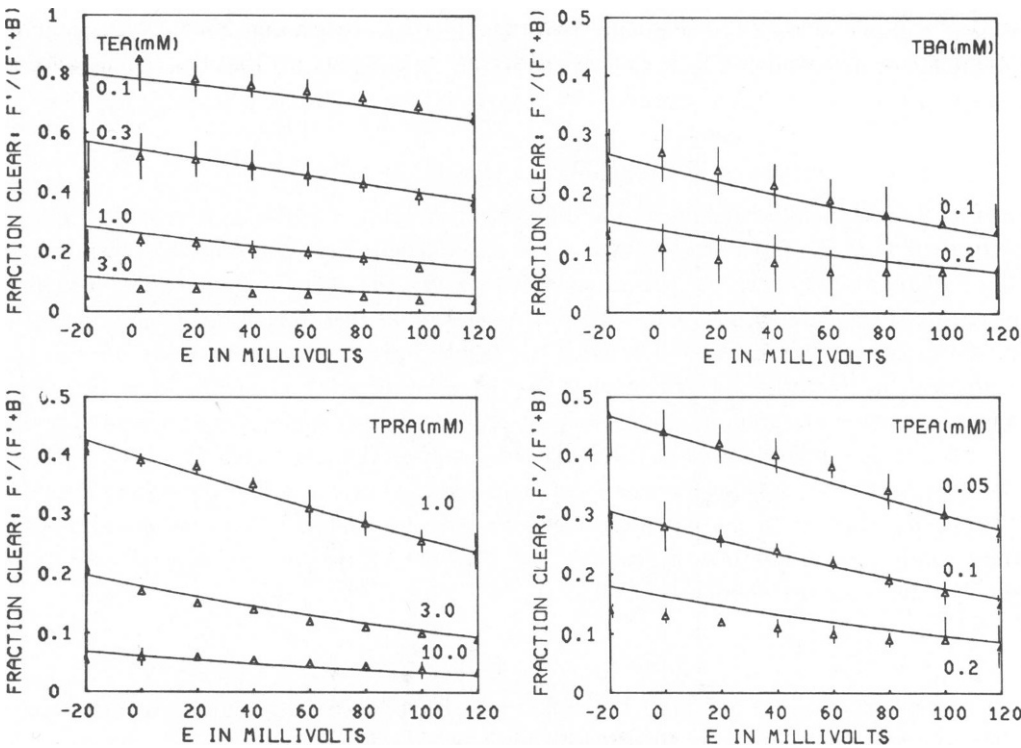 FRACTION CLEAR: F'/(F'+B)
1
0.8
0.6
0.4
0.2
0
TEA(mM)
0.1
0.3
1.0
3.0
-20 0 20 40 60 80 100 120
E IN MILLIVOLTS
FRACTION CLEAR: F'/(F'+B)
0.5
0.4
0.3
0.2
0.1
0
TBA(mM)
0.1
0.2
-20 0 20 40 60 80 100 120
E IN MILLIVOLTS
FRACTION CLEAR: F'/(F'+B)
0.5
0.4
0.3
0.2
0.1
0
TPRA(mM)
1.0
3.0
10.0
-20 0 20 40 60 80 100 120
E IN MILLIVOLTS
FRACTION CLEAR: F'/(F'+B)
0.5
0.4
0.3
0.2
0.1
0
TPEA(mM)
0.05
0.1
0.2
-20 0 20 40 60 80 100 120
E IN MILLIVOLTS